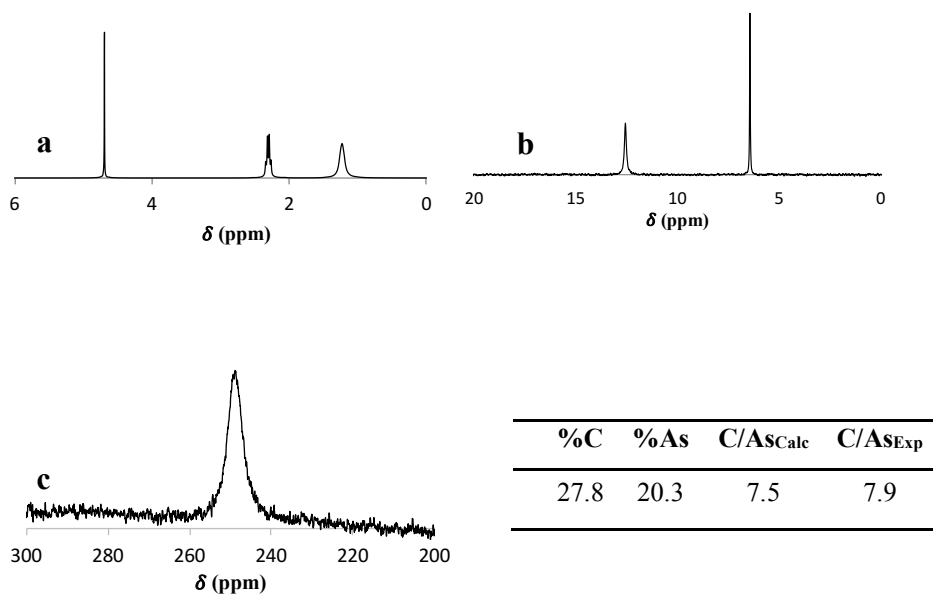 a
6 4 2 0
δ (ppm)
b
20 15 10 5 0
δ (ppm)
c
300 280 260 240 220 200
δ (ppm)
%C %As C/AsCalc C/AsExp
27.8 20.3 7.5 7.9